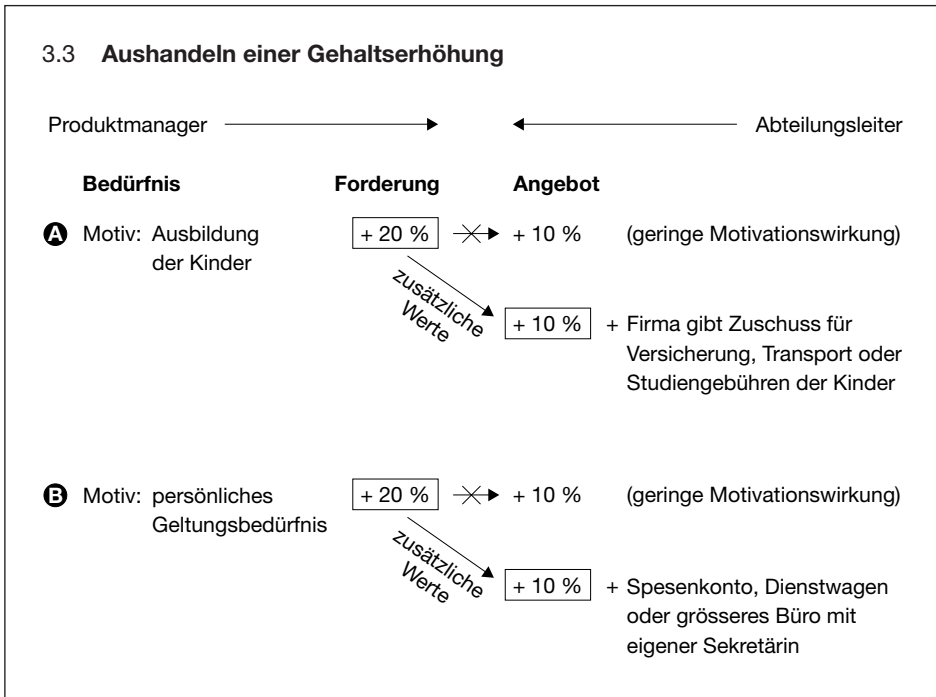 3.3 Aushandeln einer Gehaltserhöhung
Produktmanager Abteilungsleiter
Bedürfnis Forderung Angebot
A Motiv: Ausbildung + 20 % + 10 % (geringe Motivationswirkung)
der Kinder
zusätzliche
Werte
+ 10 % + Firma gibt Zuschuss für
Versicherung, Transport oder
Studiengebühren der Kinder
B Motiv: persönliches + 20 % + 10 % (geringe Motivationswirkung)
Geltungsbedürfnis
zusätzliche
Werte
+ 10 % + Spesenkonto, Dienstwagen
oder grösseres Büro mit
eigener Sekretärin